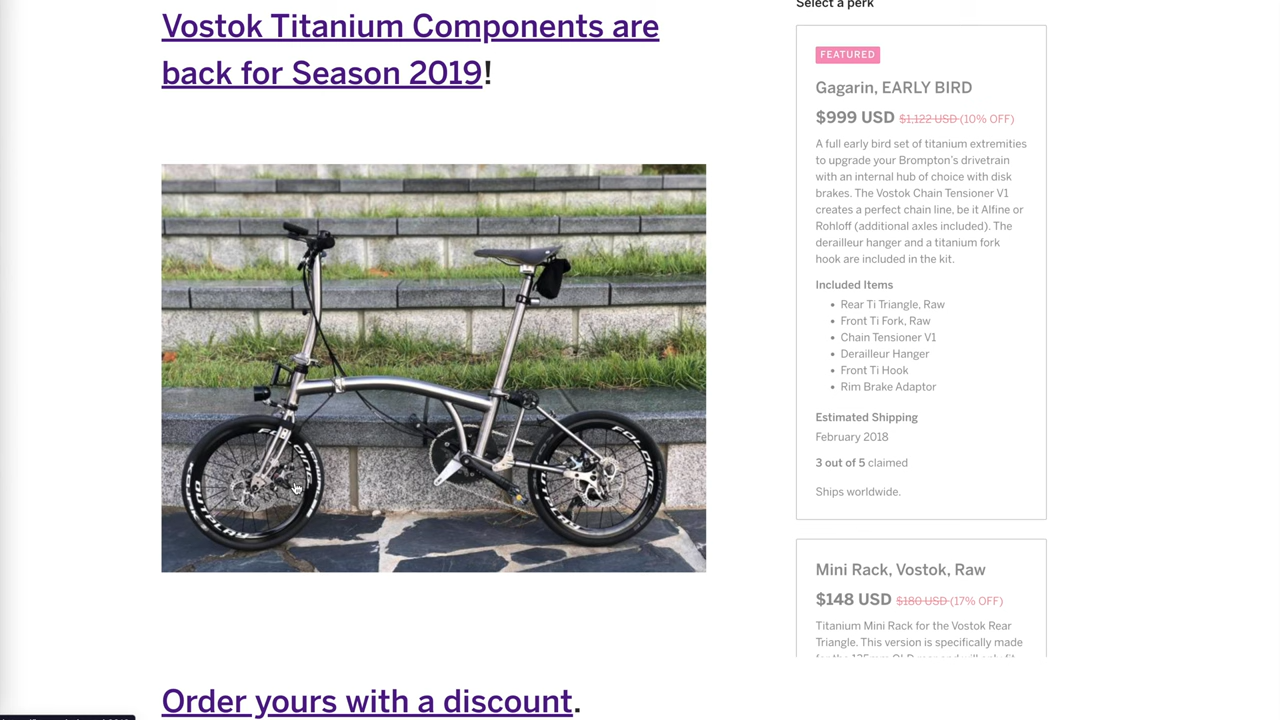 Vostok Titanium Components are
back for Season 2019!
FOLDING
OUTPLAY
FOLDING
OUTPLAY
Order yours with a discount.
Select a perk
FEATURED
Gagarin, EARLY BIRD
$999 USD $1,122 USD (10% OFF)
A full early bird set of titanium extremities
to upgrade your Brompton's drivetrain
with an internal hub of choice with disk
brakes. The Vostok Chain Tensioner V1
creates a perfect chain line, be it Alfine or
Rohloff (additional axles included). The
derailleur hanger and a titanium fork
hook are included in the kit.
Included Items
• Rear Ti Triangle, Raw
• Front Ti Fork, Raw
• Chain Tensioner V1
• Derailleur Hanger
• Front Ti Hook
• Rim Brake Adaptor
Estimated Shipping
February 2018
3 out of 5 claimed
Ships worldwide.
Mini Rack, Vostok, Raw
$148 USD $180 USD (17% OFF)
Titanium Mini Rack for the Vostok Rear
Triangle. This version is specifically made